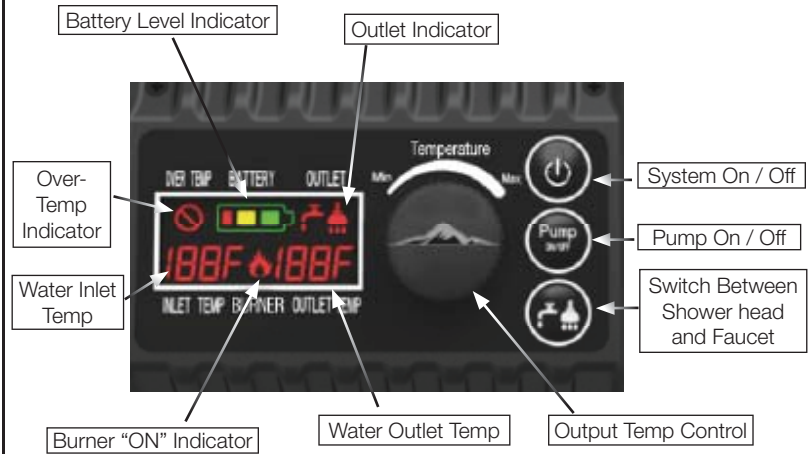 Battery Level Indicator
Outlet Indicator
Over-
Temp
Indicator
Water Inlet
Temp
OVER TEMP BATTERY OUTLET
188F 188F
INLET TEMP BURNER OUTLET TEMP
Temperature
Min Max
Pump
ON/OFF
System On / Off
Pump On / Off
Switch Between
Shower head
and Faucet
Burner “ON” Indicator
Water Outlet Temp
Output Temp Control